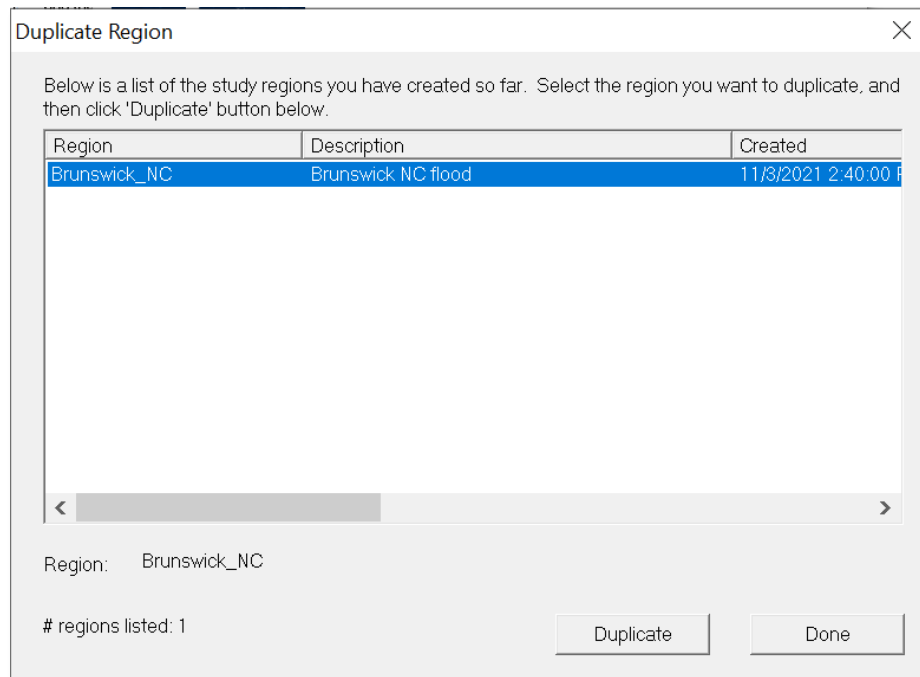 Duplicate Region
Below is a list of the study regions you have created so far.  Select the region you want to duplicate, and
then click 'Duplicate' button below.
Region Description Created
Brunswick_NC Brunswick NC flood 11/3/2021 2:40:00
Region: Brunswick_NC
# regions listed: 1
Duplicate Done